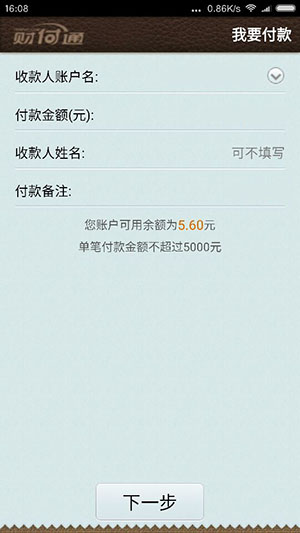 16:08
... 0.86K/s
财付通
我要付款
收款人账户名:
付款金额(元):
收款人姓名: 可不填写
付款备注:
您账户可用余额为5.60元
单笔付款金额不超过5000元
下一步